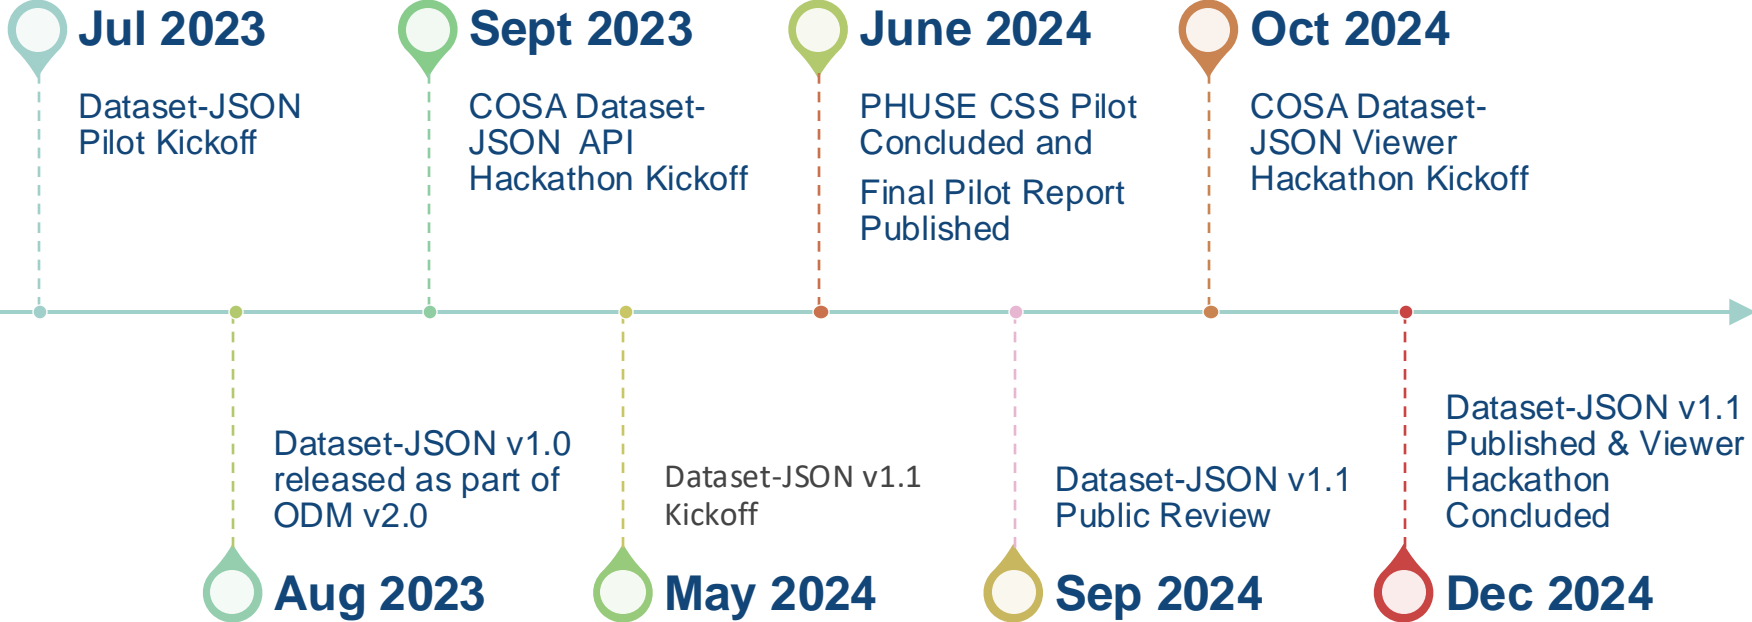 Jul 2023
Dataset-JSON
Pilot Kickoff
Sept 2023
COSA Dataset-
JSON API
Hackathon Kickoff
June 2024
PHUSE CSS Pilot
Concluded and
Final Pilot Report
Published
Oct 2024
COSA Dataset-
JSON Viewer
Hackathon Kickoff
Dataset-JSON v1.0
released as part of
ODM v2.0
Aug 2023
Dataset-JSON v1.1
Kickoff
May 2024
Dataset-JSON v1.1
Public Review
Sep 2024
Dataset-JSON v1.1
Published & Viewer
Hackathon
Concluded
Dec 2024